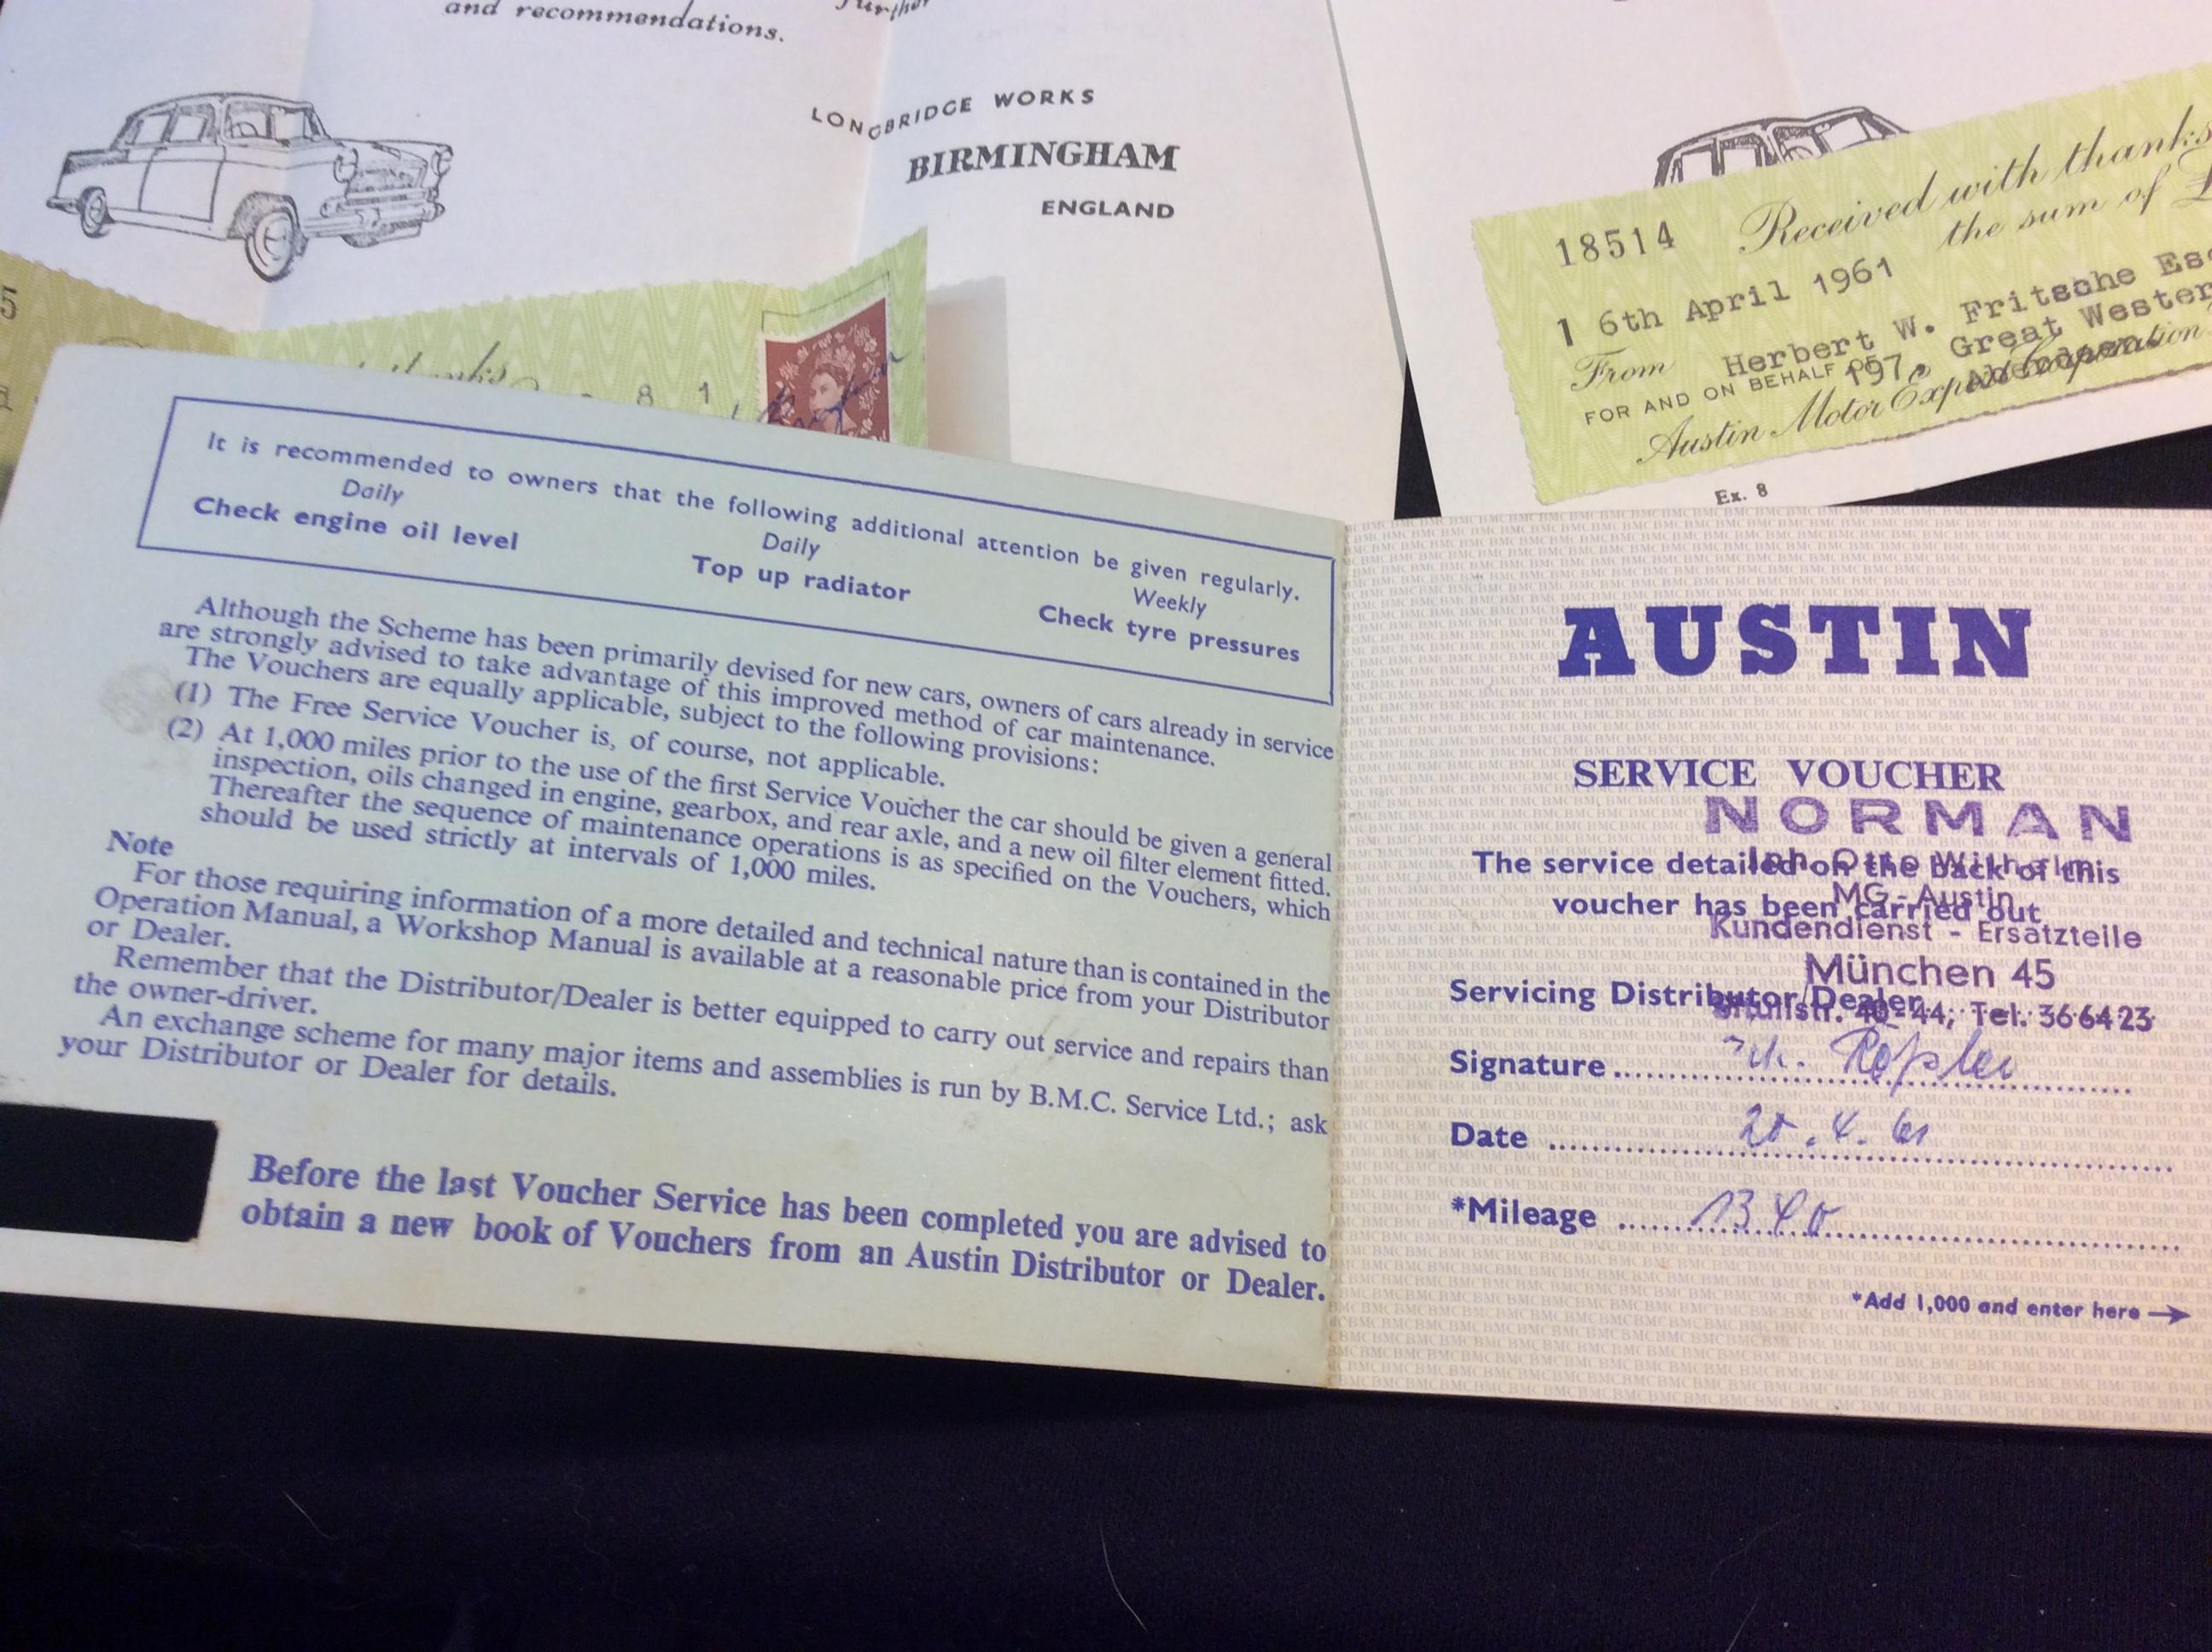 and recommendations.
LONGBRIDGE WORKS
BIRMINGHAM
ENGLAND
5
8 1
18514 Received with thanks
the sum of £
1 6th April 1961
From Herbert W. Fritsche Es
197, Great Wester
FOR AND ON BEHALF OF
Austin Motor Export Corporation
Ex. 8
It is recommended to owners that the following additional attention be given regularly.
Daily Daily Weekly
Check engine oil level Top up radiator Check tyre pressures
Although the Scheme has been primarily devised for new cars, owners of cars already in service
are strongly advised to take advantage of this improved method of car maintenance.
The Vouchers are equally applicable, subject to the following provisions:
(1) The Free Service Voucher is, of course, not applicable.
(2) At 1,000 miles prior to the use of the first Service Voucher the car should be given a general
inspection, oils changed in engine, gearbox, and rear axle, and a new oil filter element fitted.
Thereafter the sequence of maintenance operations is as specified on the Vouchers, which
should be used strictly at intervals of 1,000 miles.
Note
For those requiring information of a more detailed and technical nature than is contained in the
Operation Manual, a Workshop Manual is available at a reasonable price from your Distributor
or Dealer.
Remember that the Distributor/Dealer is better equipped to carry out service and repairs than
the owner-driver.
An exchange scheme for many major items and assemblies is run by B.M.C. Service Ltd.; ask
your Distributor or Dealer for details.
Before the last Voucher Service has been completed you are advised to
obtain a new book of Vouchers from an Austin Distributor or Dealer.
AUSTIN
SERVICE VOUCHER
NORMAN
The service detailed on the back of this
Inh. Otto Wilhelm
MG-Austin
voucher has been carried out
Kundendienst - Ersatzteile
München 45
Servicing Distributor/Dealer
40-44, Tel. 366423
Signature
Date 20.4.61
*Mileage 1340
*Add 1,000 and enter here →